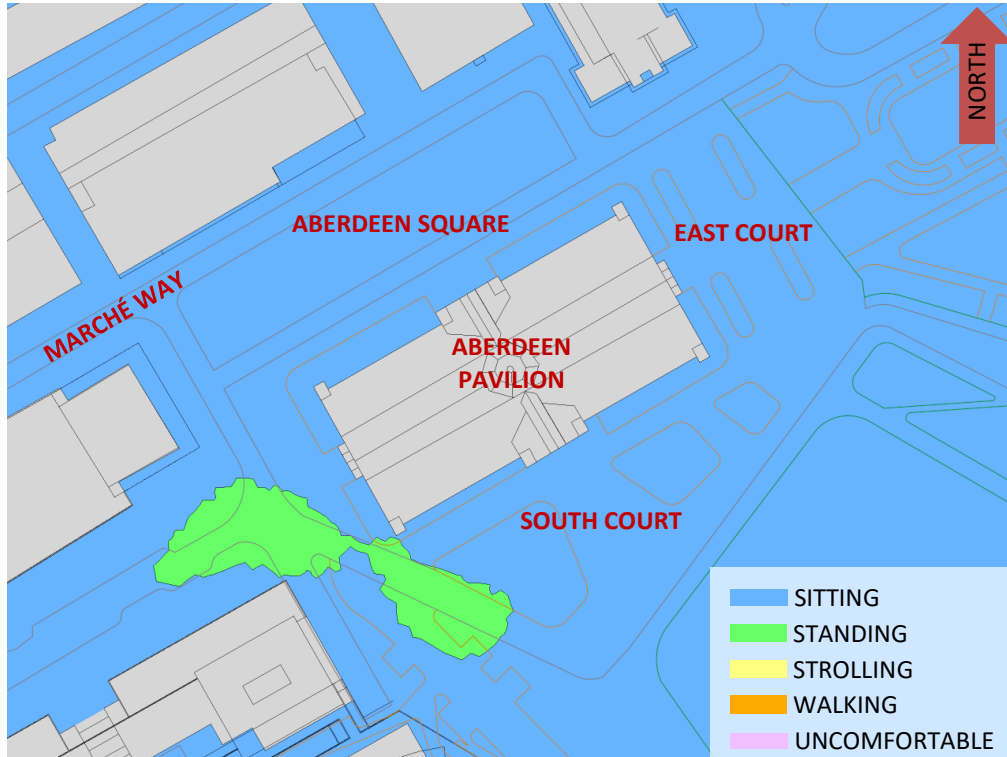 NORTH
ABERDEEN SQUARE
EAST COURT
MARCHÉ WAY
ABERDEEN
PAVILION
SOUTH COURT
SITTING
STANDING
STROLLING
WALKING
UNCOMFORTABLE